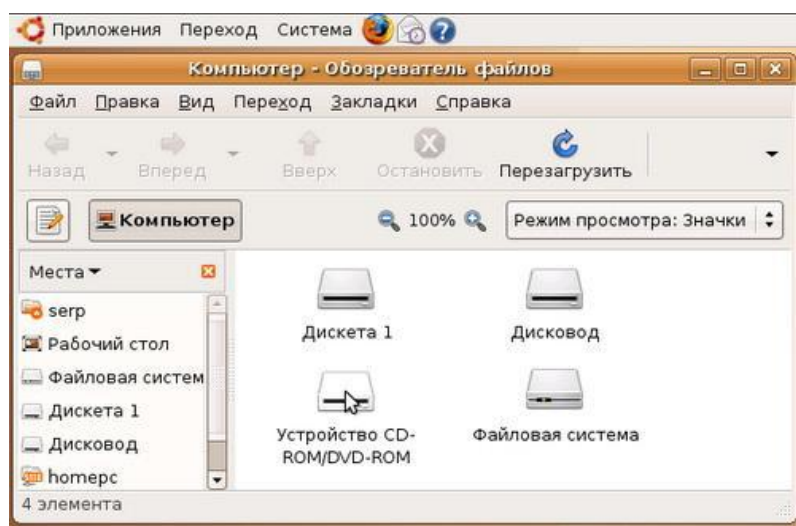 Приложения Переход Система
Компьютер - Обозреватель файлов
Файл Правка Вид Переход Закладки Справка
Назад Вперед Вверх Остановить Перезагрузить
Компьютер 100% Режим просмотра: Значки
Места
serp
Рабочий стол
Файловая систем
Дискета 1
Дисковод
homepc
Дискета 1 Дисковод
Устройство CD-
ROM/DVD-ROM
Файловая система
4 элемента